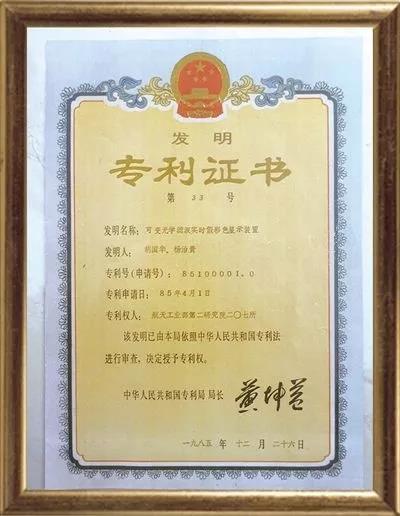 发明
专利证书
第 33 号
发明名称：可变光学滤波实时假彩色显示装置
发明人：胡国华，杨治黄
专利号(申请号)：85100001.0
专利申请日：85年4月1日
专利权人：航天工业部第二研究院二〇七所
该发明已由本局依照中华人民共和国专利法
进行审查，决定授予专利权。
中华人民共和国专利局 局长 黄坤益
一九八五 年 十二 月 二十六日